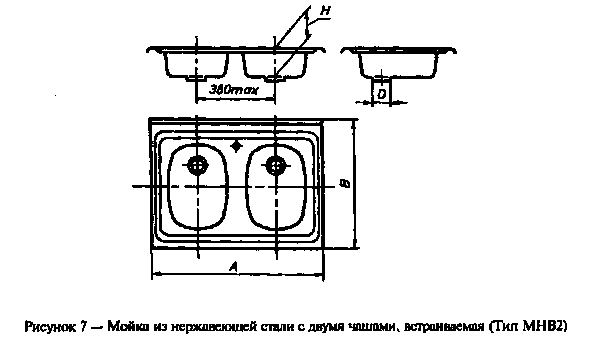 H
380max
D
B
A
Рисунок 7 — Мойка из нержавеющей стали с двумя чашами, встраиваемая (Тип МНВ2)